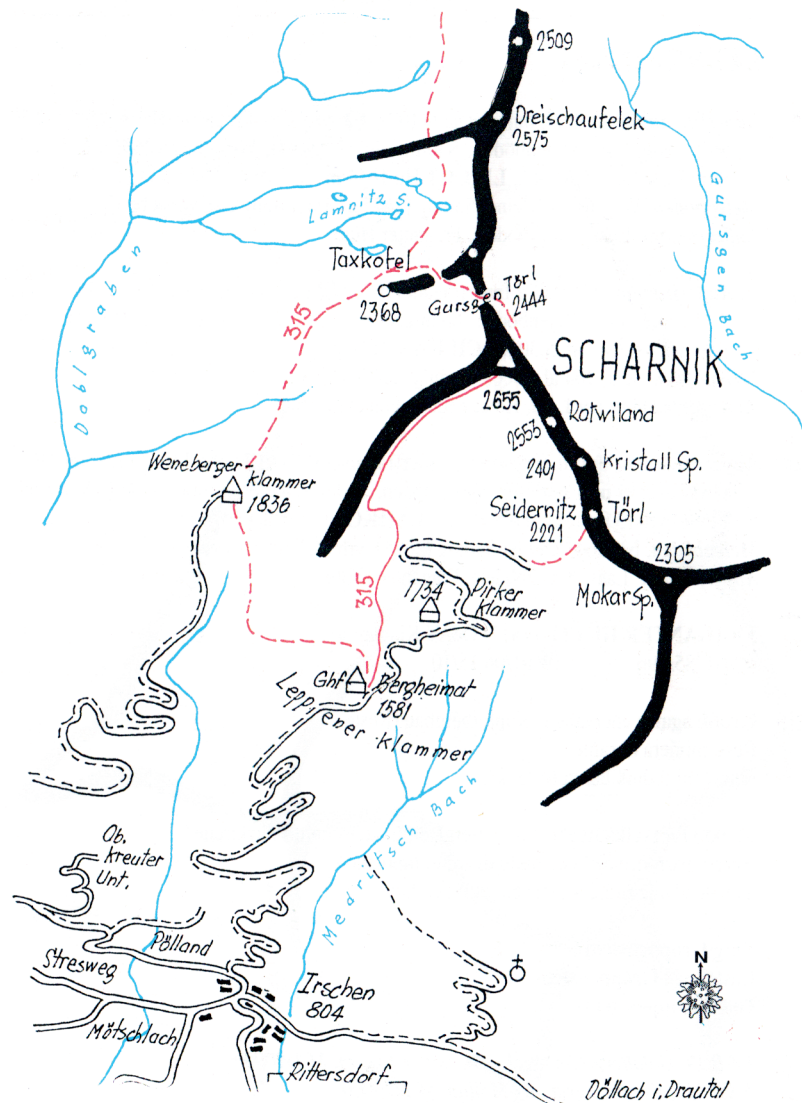 2509
Dreischaufelek
2575
Gursgen Bach
Lamnitz S.
Dablgraben
Taxkofel
2368
Gursgen Törl
2444
315
SCHARNIK
2655
Rotwiland
2553
2401
Kristall Sp.
Weneberger-
klammer
1836
Seidernitz Törl
2221
2305
Mokar Sp.
315
1734
Pirker
klammer
Ghf Bergheimat
1581
Leppener klammer
Medritsch Bach
Ob.
kreuter
Unt.
Pölland
Stresweg
Mötschlach
Irschen
804
Rittersdorf
N
Döllach i. Drautal